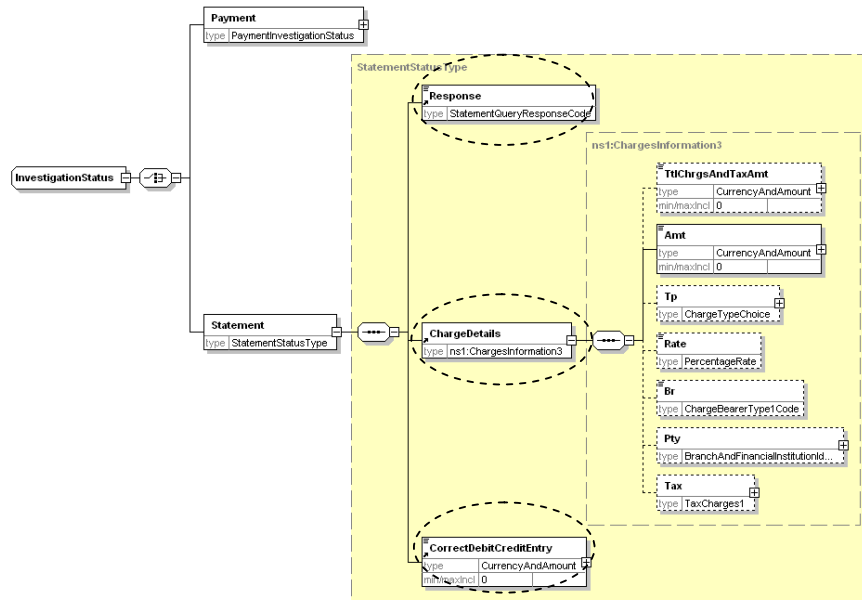 Payment
type PaymentInvestigationStatus
StatementStatusType
Response
type StatementQueryResponseCode
ns1:ChargesInformation3
TtlChrgsAndTaxAmt
type CurrencyAndAmount
min/maxIncl 0
InvestigationStatus
Amt
type CurrencyAndAmount
min/maxIncl 0
Tp
type ChargeTypeChoice
Statement
type StatementStatusType
ChargeDetails
type ns1:ChargesInformation3
Rate
type PercentageRate
Br
type ChargeBearerType1Code
Pty
type BranchAndFinancialInstitutionId...
Tax
type TaxCharges1
CorrectDebitCreditEntry
type CurrencyAndAmount
min/maxIncl 0